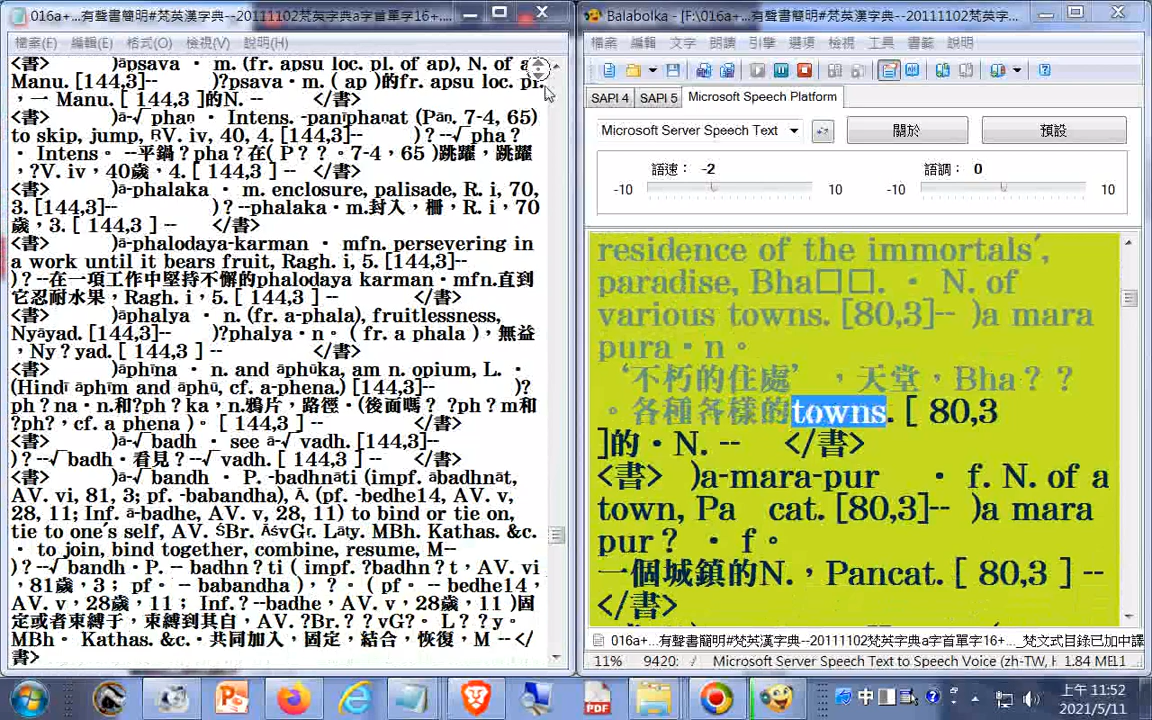 016a+...有聲書簡明#梵英漢字典--20111102梵英字典a字首單字16+...
檔案(F) 編輯(E) 格式(O) 檢視(V) 說明(H)
<書> )āpsava • m. (fr. apsu loc. pl. of ap), N. of a
Manu. [144,3]-- )?psava・m. ( ap )的fr. apsu loc. pl.
，一 Manu. [ 144,3 ]的N. -- </書>
<書> )ā-√ phaṇ • Intens. -panīphaṇat (Pāṇ. 7-4, 65)
to skip, jump, RV. iv, 40, 4. [144,3]-- )? --√ pha?
・Intens。 --平鍋？pha？在( P？？。7-4，65 )跳躍，跳躍
，?V. iv，40歲，4. [ 144,3 ] -- </書>
<書> )ā-phalaka • m. enclosure, palisade, R. i, 70,
3. [144,3]-- )? --phalaka・m.封入，柵，R. i，70
歲，3. [ 144,3 ] -- </書>
<書> )ā-phalodaya-karman • mfn. persevering in
a work until it bears fruit, Ragh. i, 5. [144,3]--
)? --在一項工作中堅持不懈的phalodaya karman・mfn.直到
它忍耐水果，Ragh. i，5. [ 144,3 ] -- </書>
<書> )āphalya • n. (fr. a-phala), fruitlessness,
Nyāyad. [144,3]-- )?phalya・n。 ( fr. a phala )，無益
，Ny？yad. [ 144,3 ] -- </書>
<書> )āphīna • n. and āphūka, am n. opium, L. •
(Hindī āphīm and āphū, cf. a-phena.) [144,3]-- )?
ph？na・n.和?ph？ka，n.鴉片，路徑・(後面嗎？ ?ph？m和
?ph?，cf. a phena )。 [ 144,3 ] -- </書>
<書> )ā-√ badh • see ā-√ vadh. [144,3]--
)? --√ badh・看見？--√ vadh. [ 144,3 ] -- </書>
<書> )ā-√ bandh • P. -badhnāti (impf. ābadhnāt,
AV. vi, 81, 3; pf. -babandha), Ā. (pf. -bedhe14, AV. v,
28, 11; Inf. ā-badhe, AV. v, 28, 11) to bind or tie on,
tie to one's self, AV. ŚBr. ĀśvGr. Lāṭy. MBh. Kathas. &c.
• to join, bind together, combine, resume, M--
)? --√ bandh・P. -- badhn？ti ( impf. ?badhn？t，AV. vi
，81歲，3； pf。 -- babandha )，？。( pf。 -- bedhe14，
AV. v，28歲，11； Inf.？--badhe，AV. v，28歲，11 )固
定或者束縛于，束縛到其自，AV. ?Br.？？vG?。 L？？y。
MBh。 Kathas. &c.・共同加入，固定，結合，恢復，M --</
書>
Balabolka - [F:\016a+...有聲書簡明#梵英漢字典--20111102梵英字...
檔案 編輯 文字 朗讀 引擎 選項 檢視 工具 書籤 說明
SAPI 4 SAPI 5 Microsoft Speech Platform
Microsoft Server Speech Text 關於 預設
語速： -2 語調： 0
-10 10 -10 10
residence of the immortals',
paradise, Bha□□. • N. of
various towns. [80,3]-- )a mara
pura・n。
‘不朽的住處’，天堂，Bha？？
。各種各樣的towns. [ 80,3
]的・N. -- </書>
<書> )a-mara-pur • f. N. of a
town, Pa cat. [80,3]-- )a mara
pur？ ・f。
一個城鎮的N.，Pancat. [ 80,3 ] --
</書>
016a+...有聲書簡明#梵英漢字典--20111102梵英字典a字首單字16+..._梵文式目錄已加中譯
11% 9420: Microsoft Server Speech Text to Speech Voice (zh-TW, H 1.84 ME
中
上午 11:52
2021/5/11